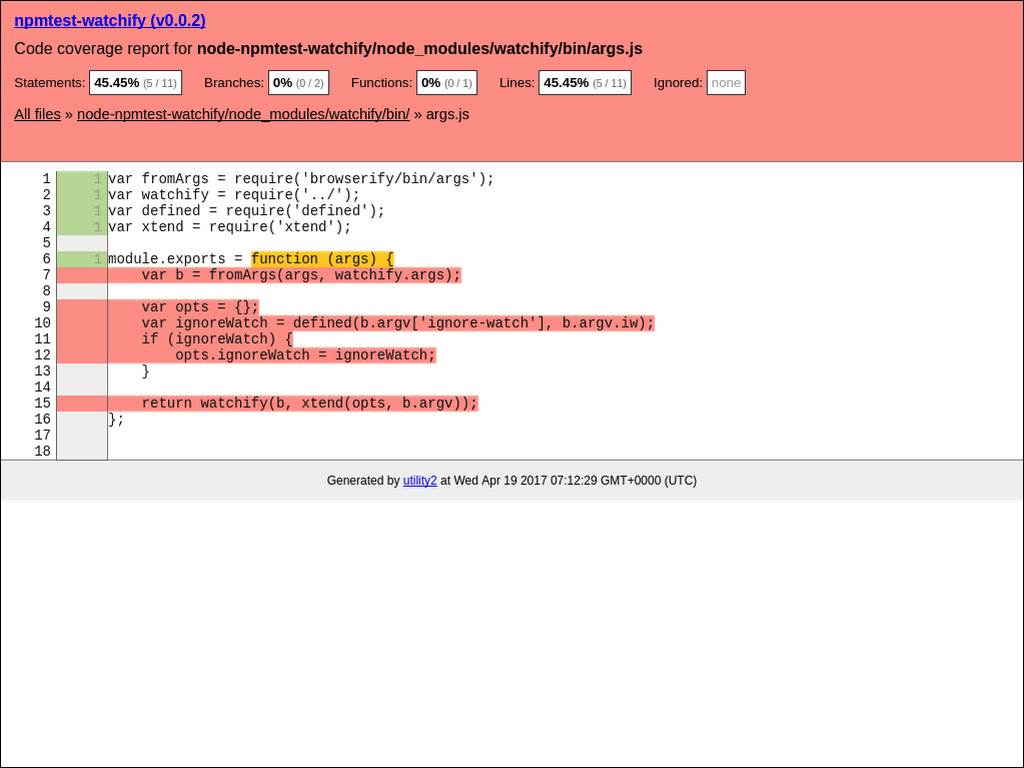 npmtest-watchify (v0.0.2)
Code coverage report for node-npmtest-watchify/node_modules/watchify/bin/args.js
Statements: 45.45% (5 / 11) Branches: 0% (0 / 2) Functions: 0% (0 / 1) Lines: 45.45% (5 / 11) Ignored: none
All files » node-npmtest-watchify/node_modules/watchify/bin/ » args.js
1 1 var fromArgs = require('browserify/bin/args');
2 1 var watchify = require('../');
3 1 var defined = require('defined');
4 1 var xtend = require('xtend');
5
6 1 module.exports = function (args) {
7     var b = fromArgs(args, watchify.args);
8
9     var opts = {};
10     var ignoreWatch = defined(b.argv['ignore-watch'], b.argv.iw);
11     if (ignoreWatch) {
12         opts.ignoreWatch = ignoreWatch;
13     }
14
15     return watchify(b, xtend(opts, b.argv));
16 };
17
18
Generated by utility2 at Wed Apr 19 2017 07:12:29 GMT+0000 (UTC)